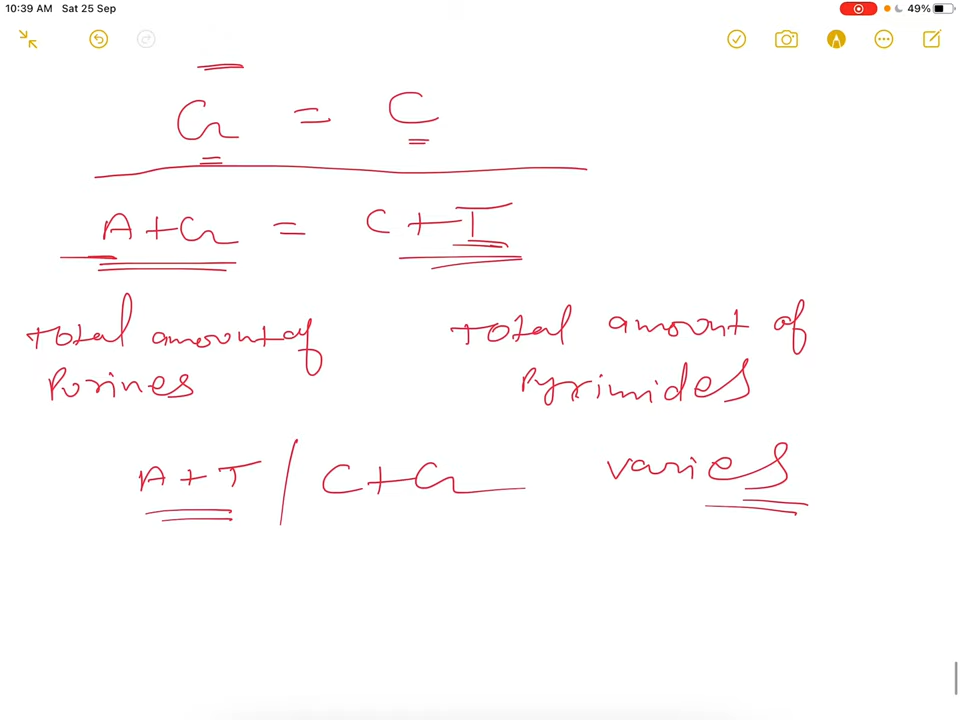 10:39 AM Sat 25 Sep 49%
G = C
A + G = C + T
Total amount of Total amount of
Purines Pyrimides
A + T / C + G varies